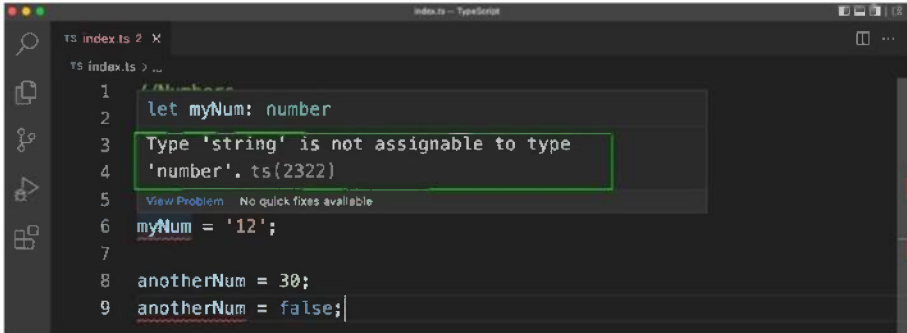 index.ts — TypeScript
TS index.ts 2 X
TS index.ts > ...
1 //Numbers
2
let myNum: number
3
Type 'string' is not assignable to type
4
'number'. ts(2322)
5
View Problem No quick fixes available
6 myNum = '12';
7
8 anotherNum = 30;
9 anotherNum = false;